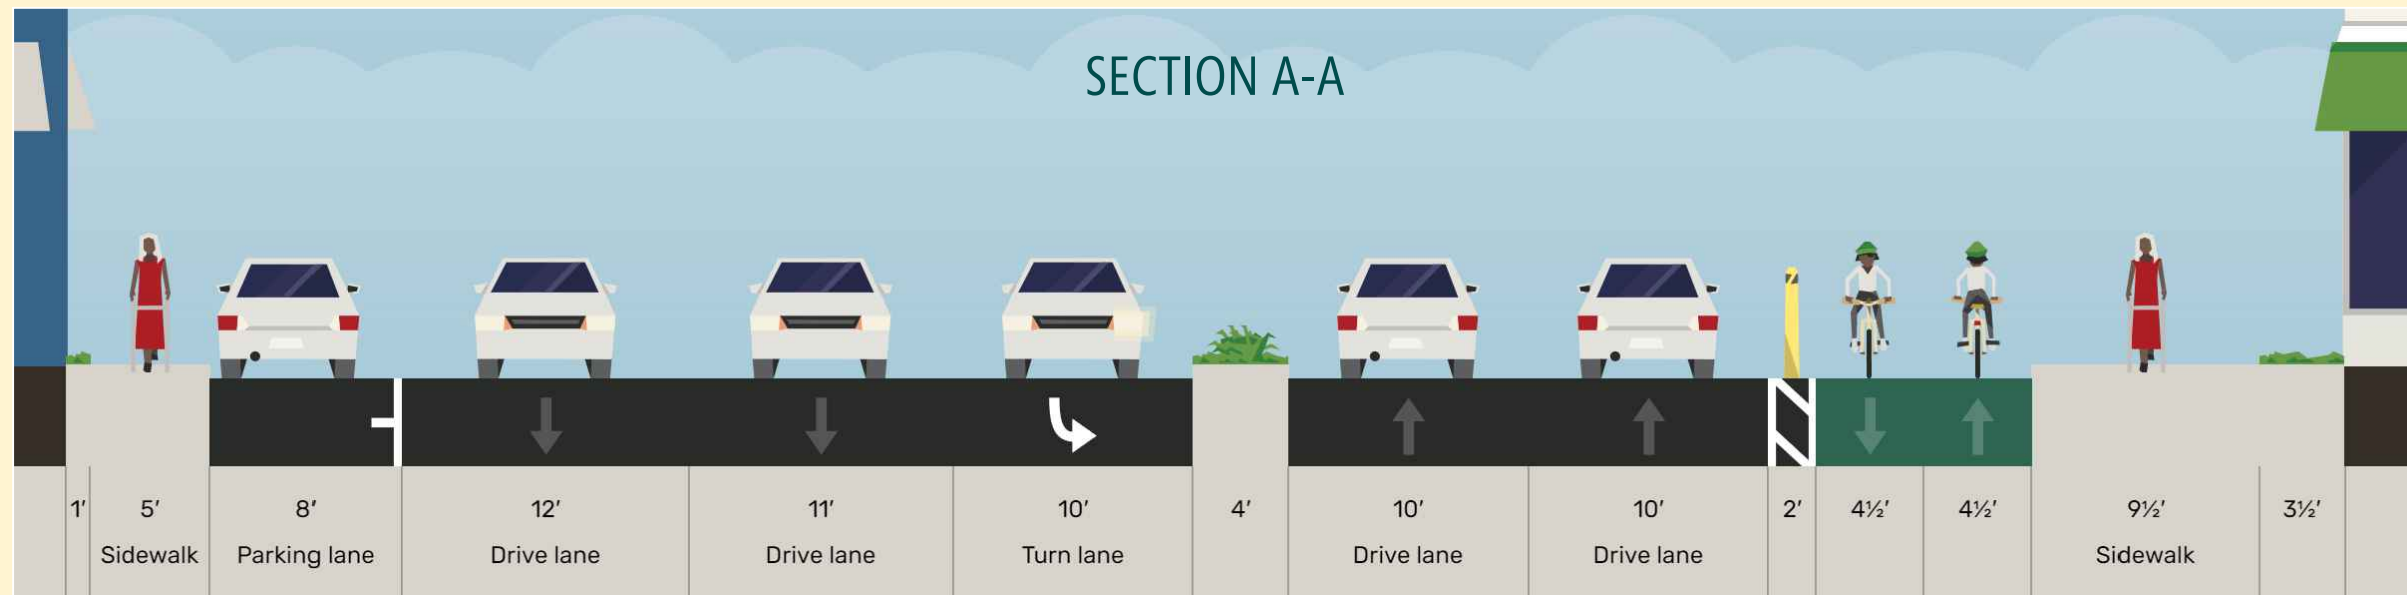 SECTION A-A
1' 5' 8' 12' 11' 10' 4' 10' 10' 2' 4½' 4½' 9½' 3½'
Sidewalk Parking lane Drive lane Drive lane Turn lane Drive lane Drive lane Sidewalk